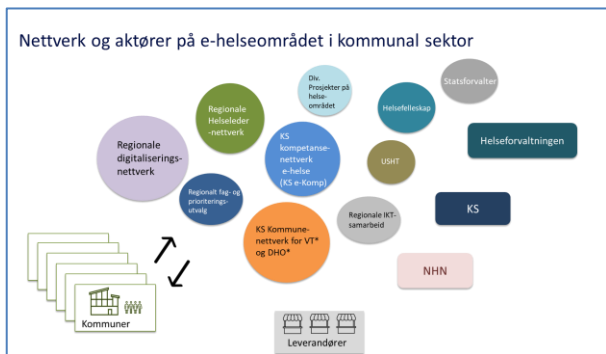 Nettverk og aktører på e-helseområdet i kommunal sektor
Div.
Prosjekter på
helse-
området
Statsforvalter
Regionale
Helseleder
-nettverk
Helsefelleskap
Regionale
digitaliserings-
nettverk
KS
kompetanse-
nettverk
e-helse
(KS e-Komp)
Helseforvaltningen
USHT
Regionalt fag- og
prioriterings-
utvalg
KS
Regionale IKT-
samarbeid
KS Kommune-
nettverk for VT*
og DHO*
NHN
Kommuner
Leverandører